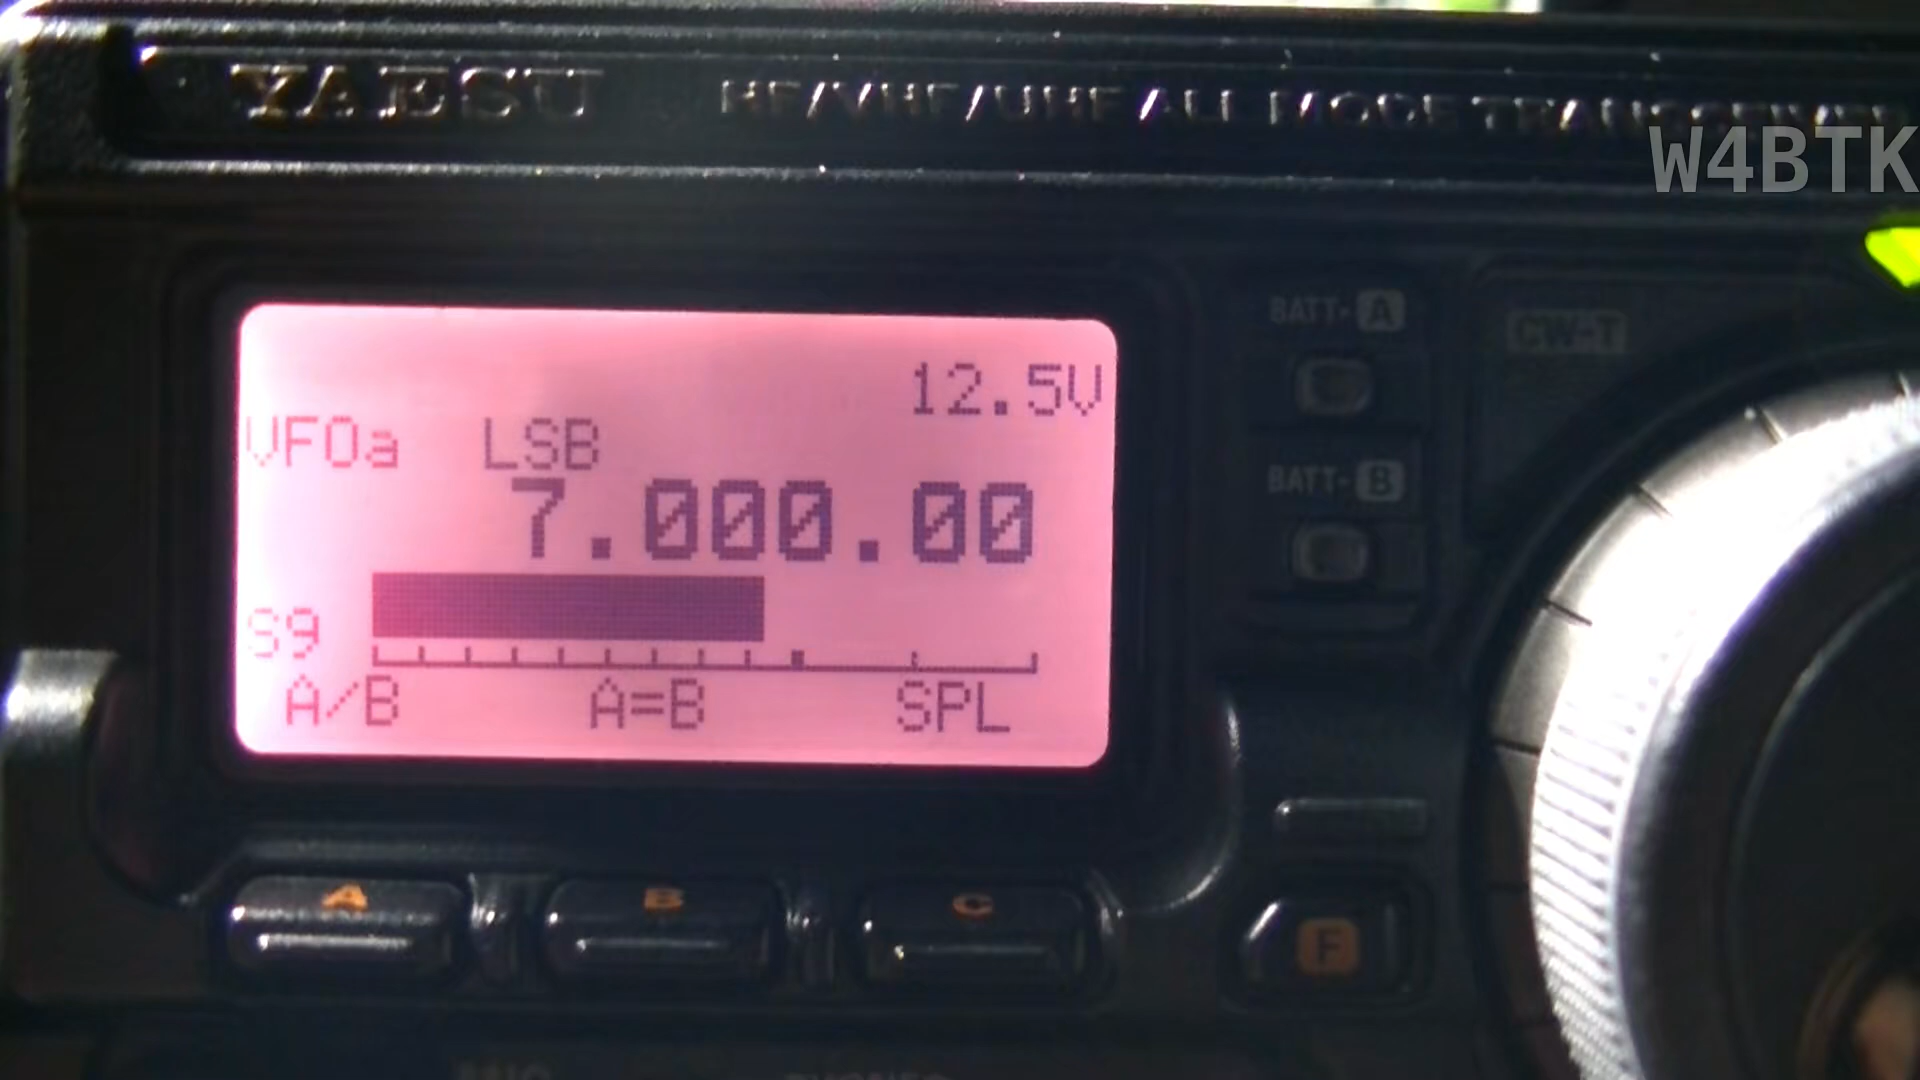 YAESU HF/VHF/UHF ALL MODE TRANSCEIVER
W4BTK
BATT-A
CW-T
12.5V
VFOa LSB
7.000.00
BATT-B
S9
A/B A=B SPL
A B C
F